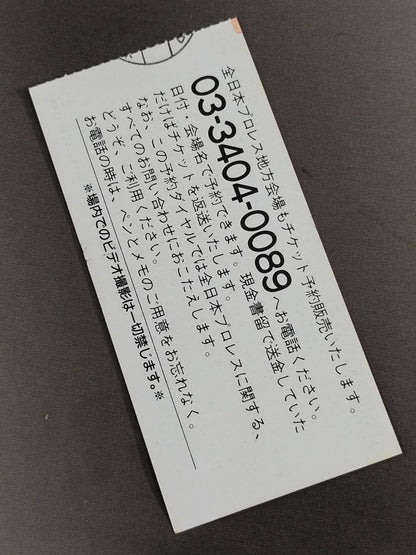 全日本プロレス地方会場もチケット予約販売いたします。
03-3404-0089へお電話ください。
日付・会場名で予約できます。現金書留で送金していた
だけばチケットを返送いたします。
なお、この予約ダイヤルでは全日本プロレスに関する、
すべてのお問い合わせにおこたえします。
どうぞ、ご利用ください。
お電話の時は、ペンとメモのご用意をお忘れなく。
※場内でのビデオ撮影は一切禁じます。※